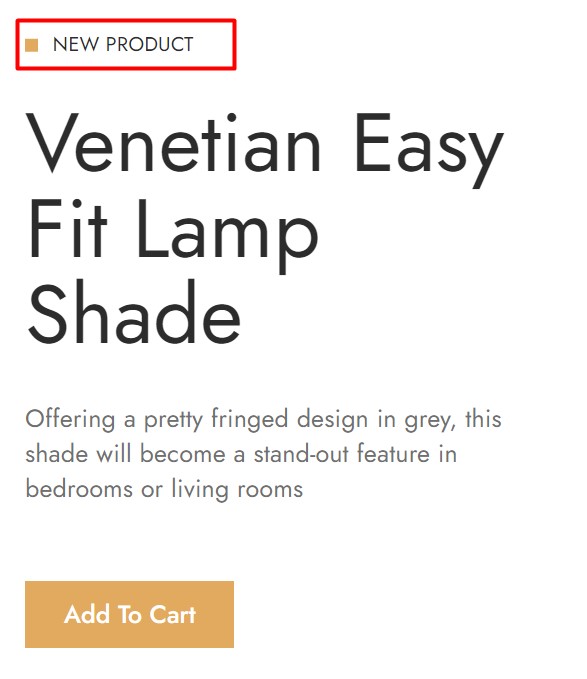 NEW PRODUCT
Venetian Easy
Fit Lamp
Shade
Offering a pretty fringed design in grey, this
shade will become a stand-out feature in
bedrooms or living rooms
Add To Cart